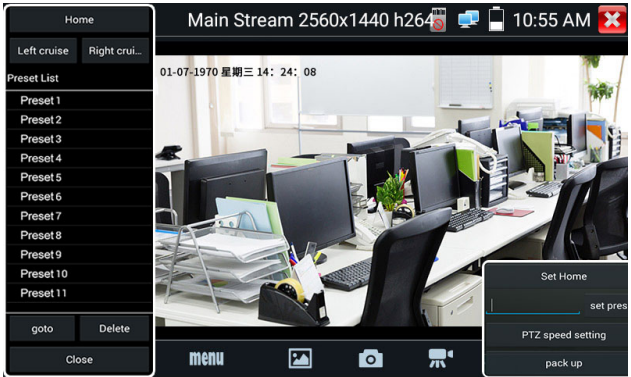 Home
Main Stream 2560x1440 h264
10:55 AM
Left cruise
Right crui...
Preset List
01-07-1970 星期三 14：24：08
Preset 1
Preset 2
Preset 3
Preset 4
Preset 5
Preset 6
Preset 7
Preset 8
Preset 9
Preset 10
Preset 11
goto
Delete
Close
menu
Set Home
set pres
PTZ speed setting
pack up